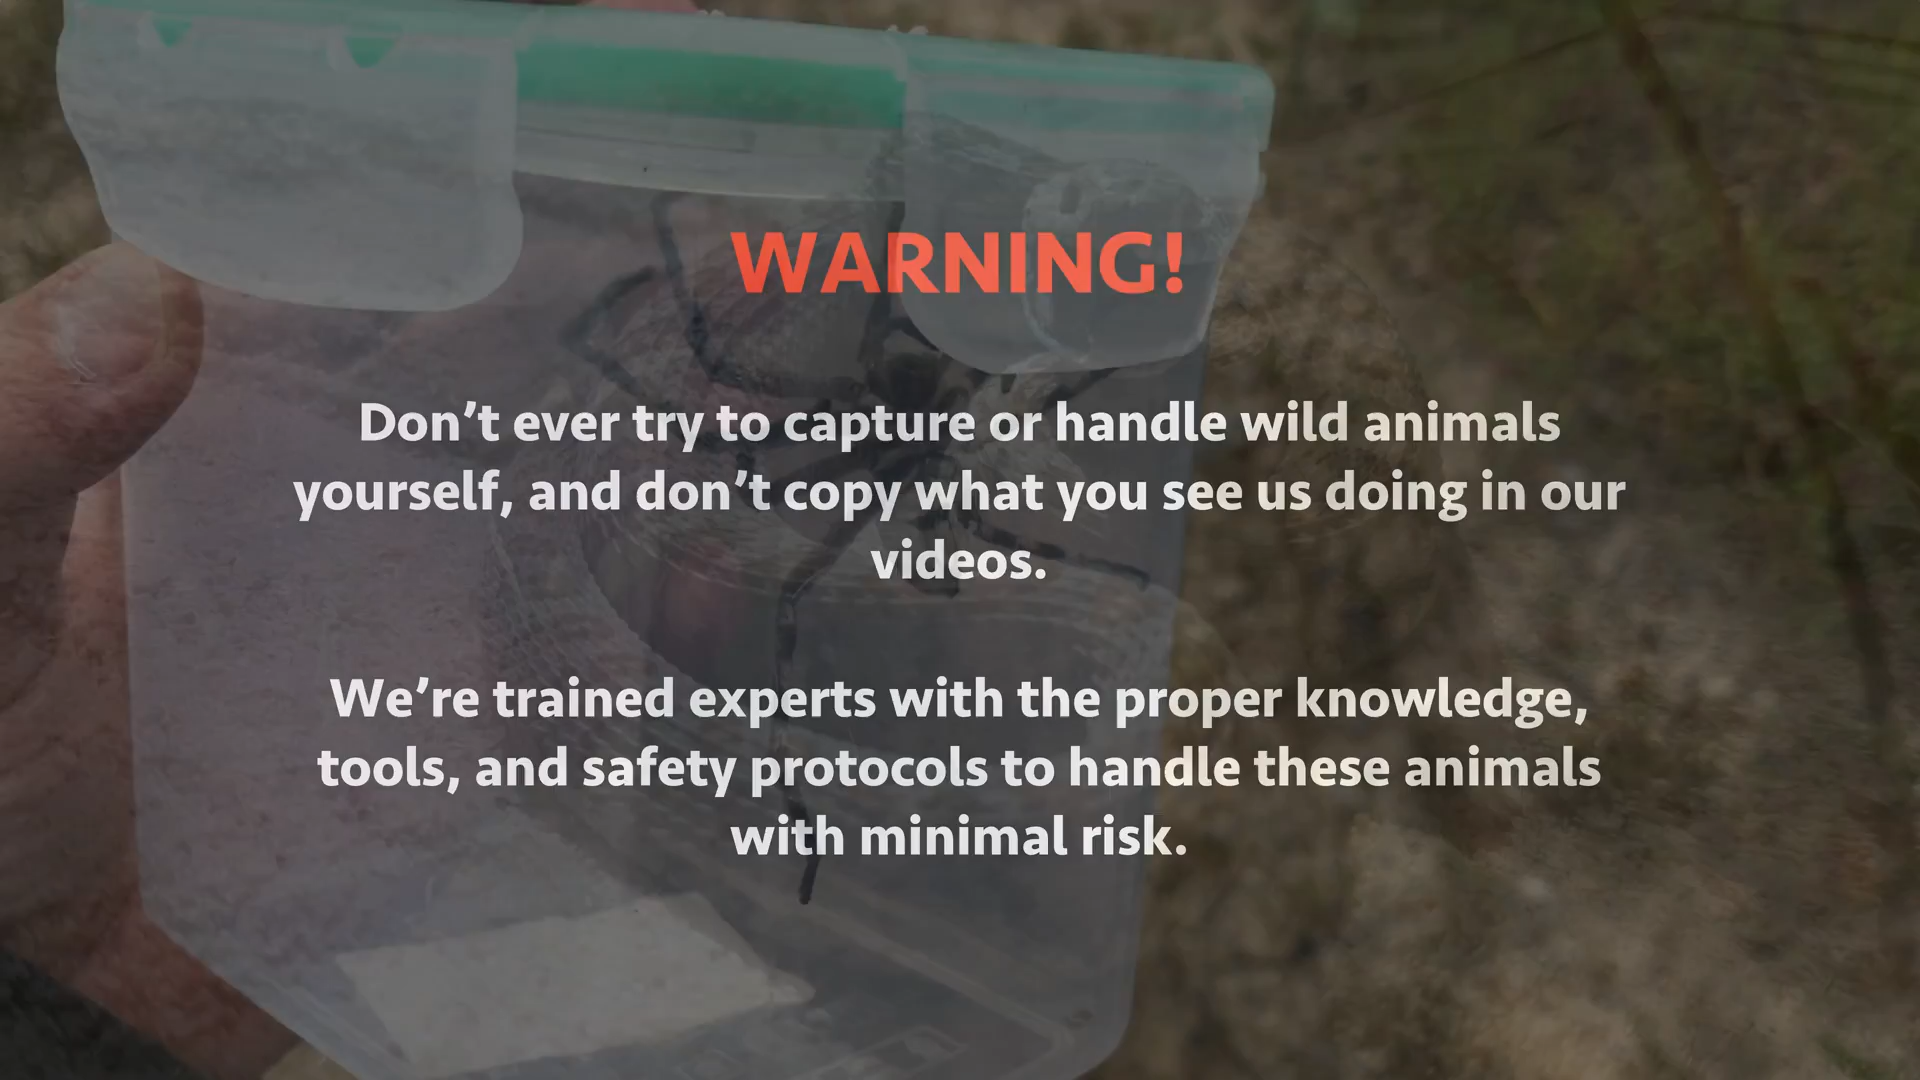 WARNING!
Don't ever try to capture or handle wild animals
yourself, and don't copy what you see us doing in our
videos.
We're trained experts with the proper knowledge,
tools, and safety protocols to handle these animals
with minimal risk.